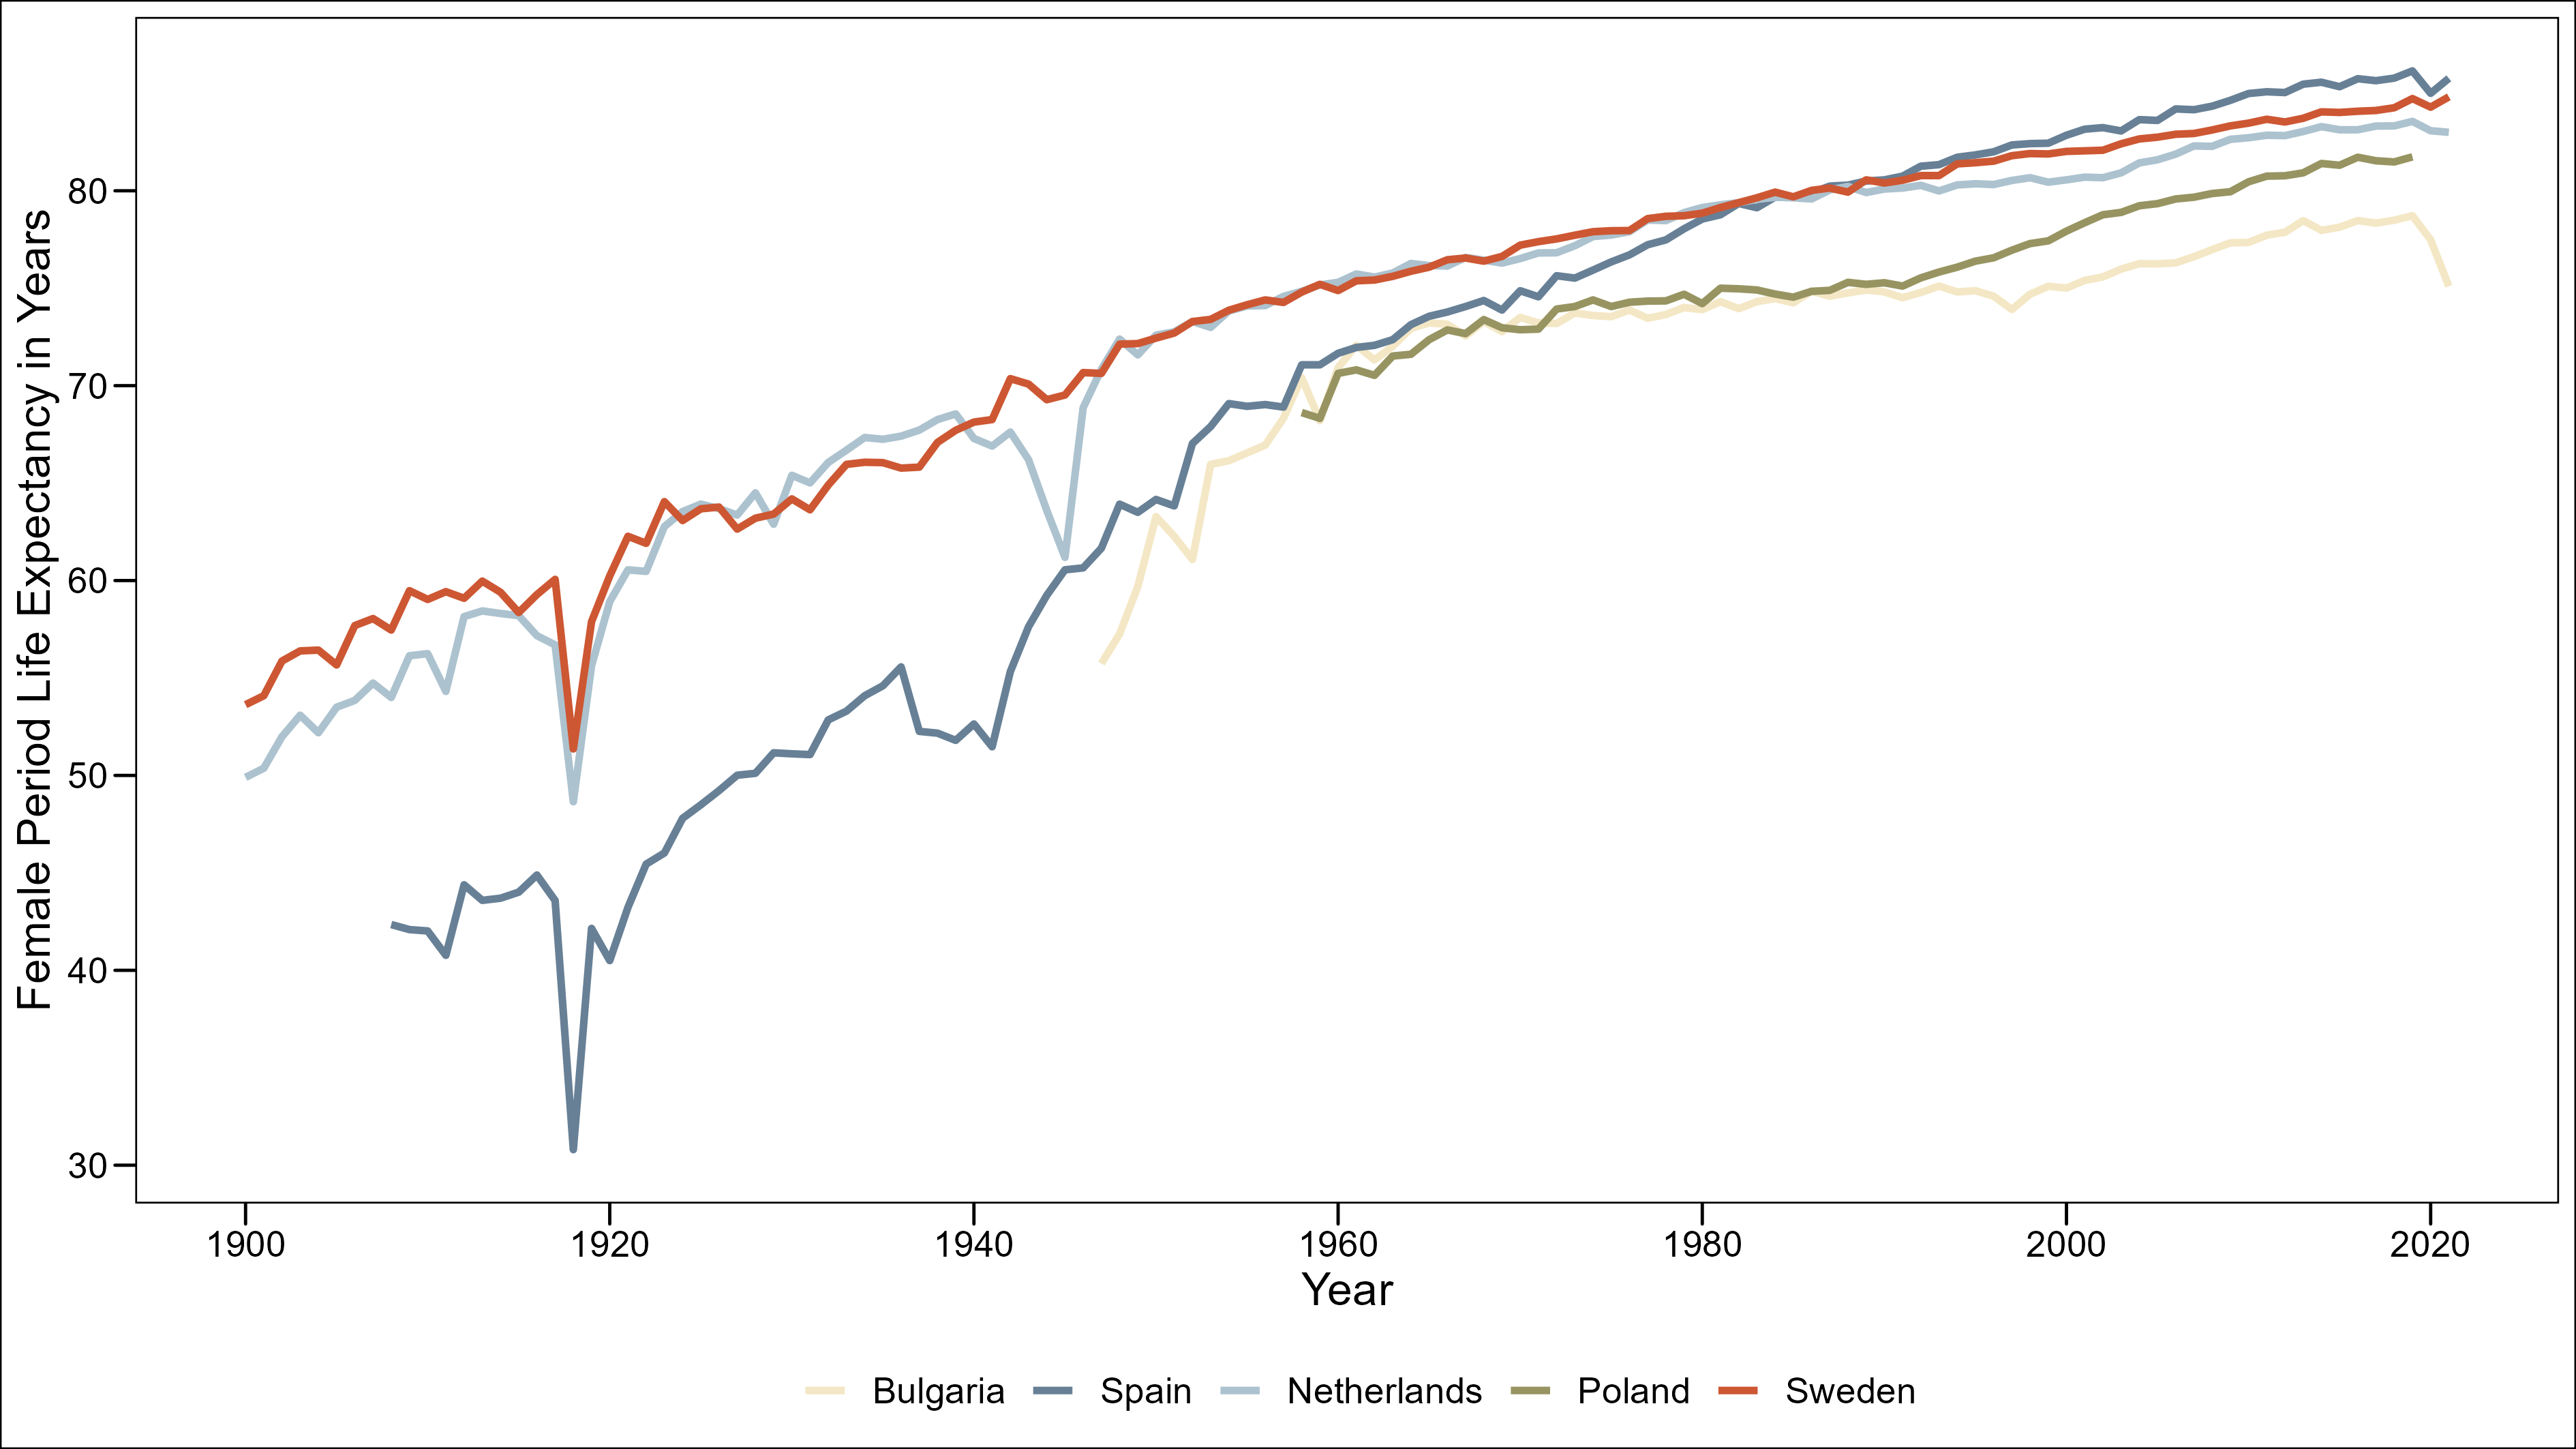 Female Period Life Expectancy in Years
80
70
60
50
40
30
1900 1920 1940 1960 1980 2000 2020
Year
Bulgaria Spain Netherlands Poland Sweden